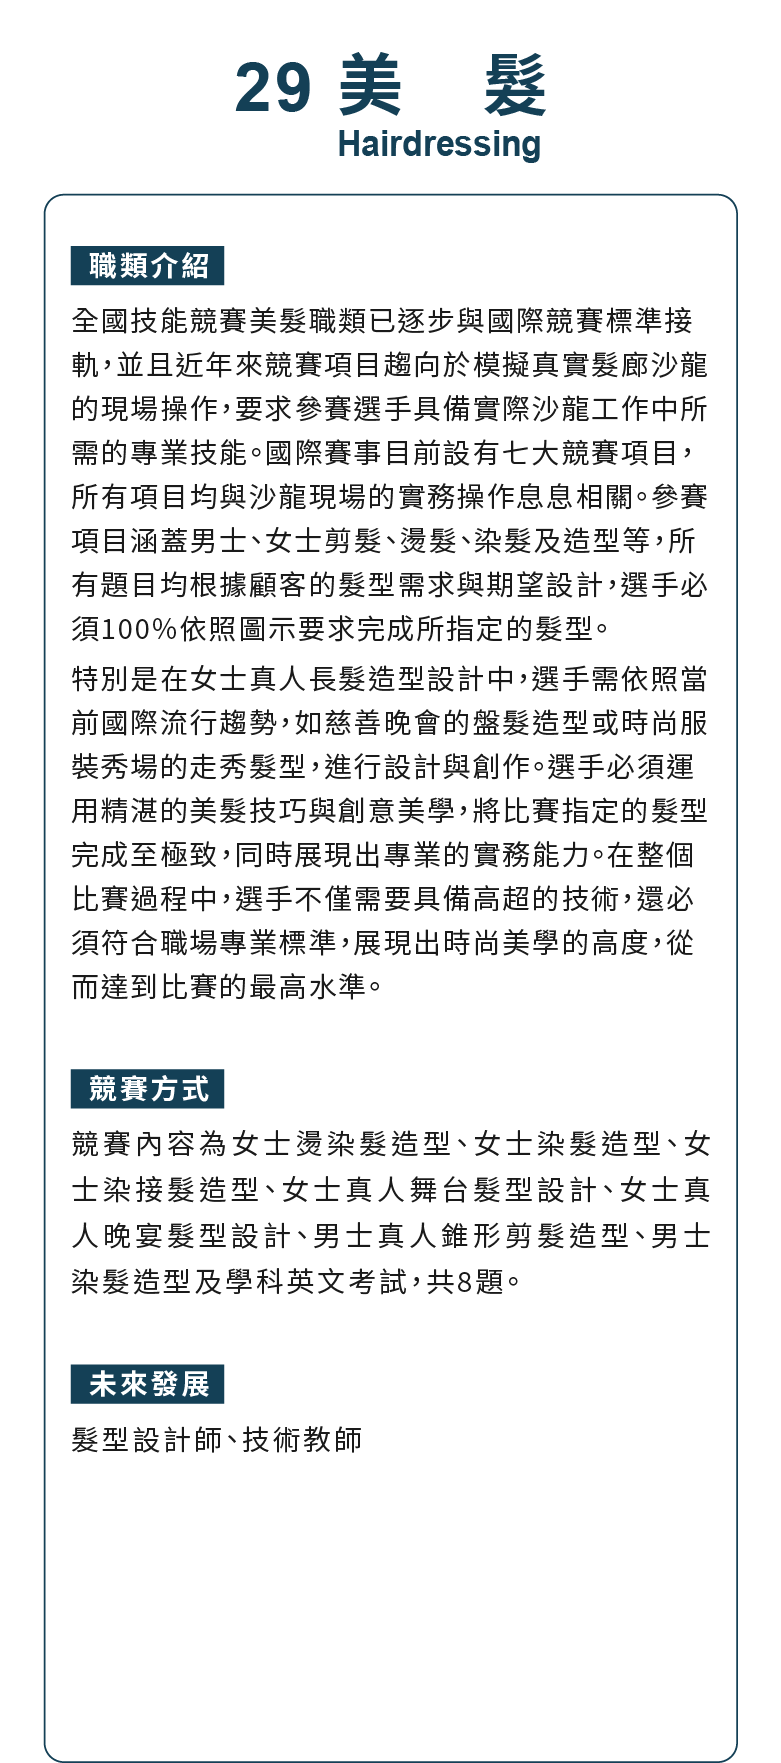 29 美　髮
Hairdressing
職類介紹
全國技能競賽美髮職類已逐步與國際競賽標準接
軌，並且近年來競賽項目趨向於模擬真實髮廊沙龍
的現場操作，要求參賽選手具備實際沙龍工作中所
需的專業技能。國際賽事目前設有七大競賽項目，
所有項目均與沙龍現場的實務操作息息相關。參賽
項目涵蓋男士、女士剪髮、燙髮、染髮及造型等，所
有題目均根據顧客的髮型需求與期望設計，選手必
須100%依照圖示要求完成所指定的髮型。
特別是在女士真人長髮造型設計中，選手需依照當
前國際流行趨勢，如慈善晚會的盤髮造型或時尚服
裝秀場的走秀髮型，進行設計與創作。選手必須運
用精湛的美髮技巧與創意美學，將比賽指定的髮型
完成至極致，同時展現出專業的實務能力。在整個
比賽過程中，選手不僅需要具備高超的技術，還必
須符合職場專業標準，展現出時尚美學的高度，從
而達到比賽的最高水準。
競賽方式
競賽內容為女士燙染髮造型、女士染髮造型、女
士染接髮造型、女士真人舞台髮型設計、女士真
人晚宴髮型設計、男士真人錐形剪髮造型、男士
染髮造型及學科英文考試，共8題。
未來發展
髮型設計師、技術教師